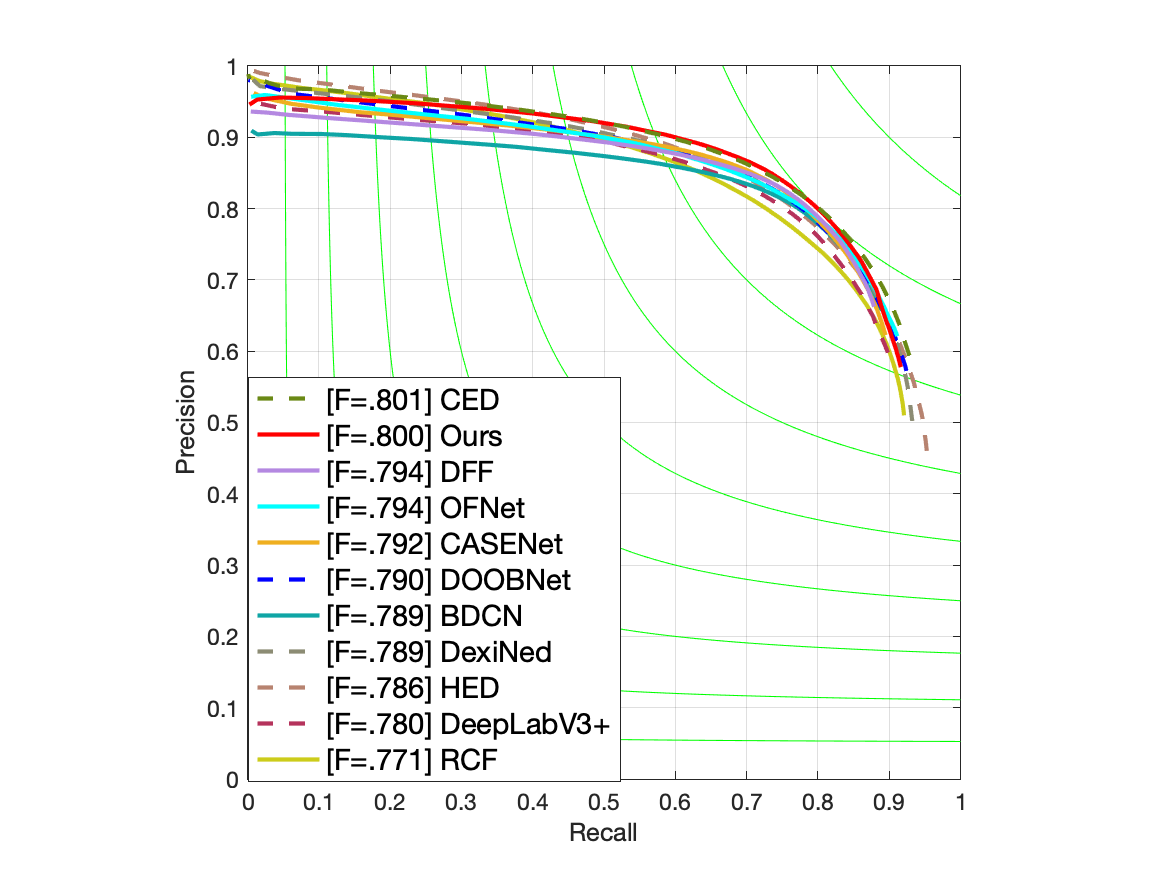 1
0.9
0.8
0.7
0.6
0.5
0.4
0.3
0.2
0.1
0
Precision
[F=.801] CED
[F=.800] Ours
[F=.794] DFF
[F=.794] OFNet
[F=.792] CASENet
[F=.790] DOOBNet
[F=.789] BDCN
[F=.789] DexiNed
[F=.786] HED
[F=.780] DeepLabV3+
[F=.771] RCF
0 0.1 0.2 0.3 0.4 0.5 0.6 0.7 0.8 0.9 1
Recall